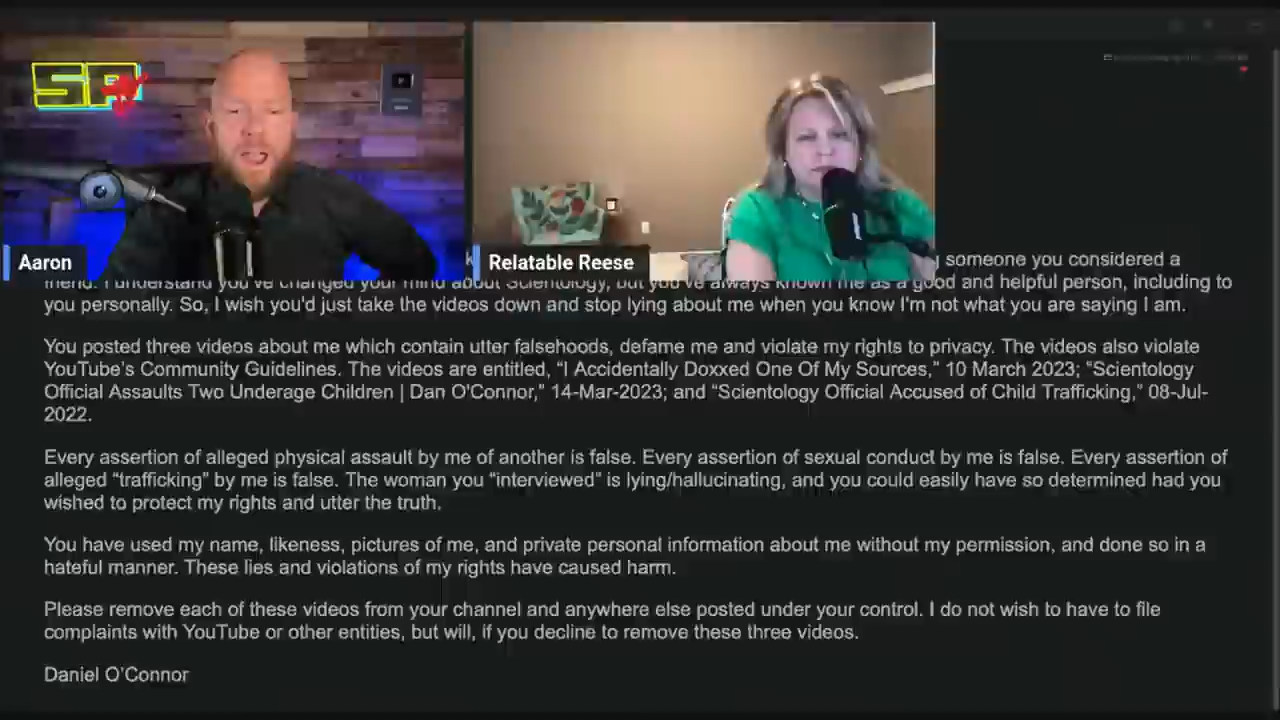 SP
Aaron
Relatable Reese
someone you considered a
friend. I understand you've changed your mind about Scientology, but you've always known me as a good and helpful person, including to
you personally. So, I wish you'd just take the videos down and stop lying about me when you know I'm not what you are saying I am.
You posted three videos about me which contain utter falsehoods, defame me and violate my rights to privacy. The videos also violate
YouTube's Community Guidelines. The videos are entitled, “I Accidentally Doxxed One Of My Sources,” 10 March 2023; “Scientology
Official Assaults Two Underage Children | Dan O'Connor,” 14-Mar-2023; and “Scientology Official Accused of Child Trafficking,” 08-Jul-
2022.
Every assertion of alleged physical assault by me of another is false. Every assertion of sexual conduct by me is false. Every assertion of
alleged “trafficking” by me is false. The woman you “interviewed” is lying/hallucinating, and you could easily have so determined had you
wished to protect my rights and utter the truth.
You have used my name, likeness, pictures of me, and private personal information about me without my permission, and done so in a
hateful manner. These lies and violations of my rights have caused harm.
Please remove each of these videos from your channel and anywhere else posted under your control. I do not wish to have to file
complaints with YouTube or other entities, but will, if you decline to remove these three videos.
Daniel O'Connor